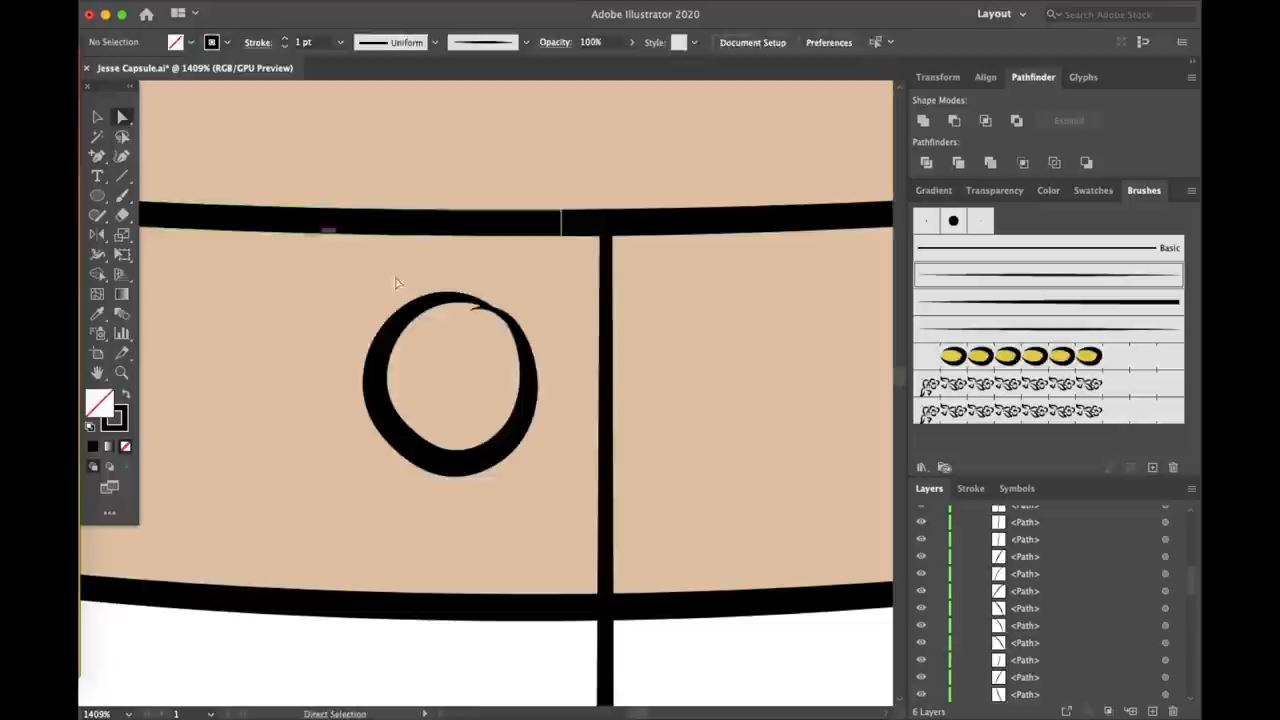 Adobe Illustrator 2020
Layout
Search Adobe Stock
No Selection
Stroke:
1 pt
Uniform
Opacity:
100%
Style:
Document Setup
Preferences
Jesse Capsule.ai* @ 1409% (RGB/GPU Preview)
Transform
Align
Pathfinder
Glyphs
Shape Modes:
Expand
Pathfinders:
Gradient
Transparency
Color
Swatches
Brushes
Basic
Layers
Stroke
Symbols
<Path>
<Path>
<Path>
<Path>
<Path>
<Path>
<Path>
<Path>
<Path>
<Path>
<Path>
<Path>
6 Layers
1409%
1
Direct Selection